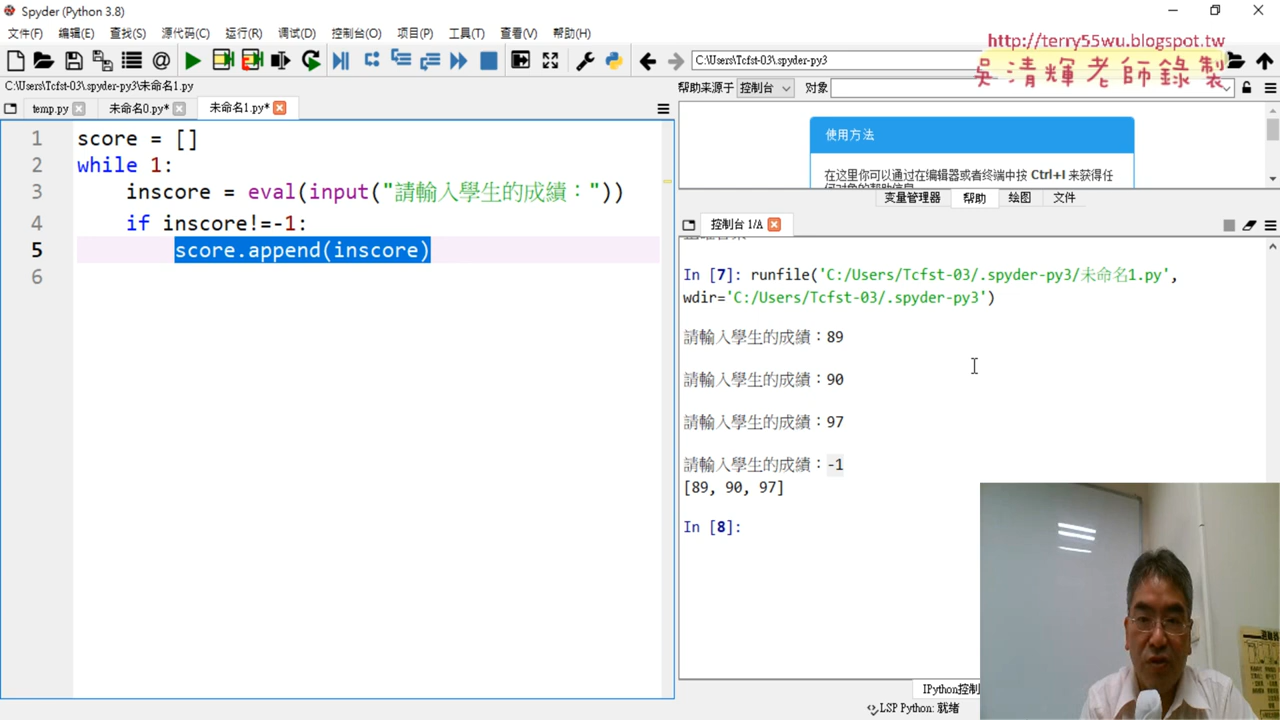 Spyder (Python 3.8)
文件(F) 编辑(E) 查找(S) 源代码(C) 运行(R) 调试(D) 控制台(O) 项目(P) 工具(T) 查看(V) 帮助(H)
http://terry55wu.blogspot.tw
吳清輝老師錄製
C:\Users\Tcfst-03\.spyder-py3
C:\Users\Tcfst-03\.spyder-py3\未命名1.py
帮助来源于 控制台 对象
temp.py 未命名0.py* 未命名1.py*
1 score = []
2 while 1:
3 inscore = eval(input("請輸入學生的成績："))
4 if inscore!=-1:
5 score.append(inscore)
6
使用方法
在这里你可以通过在编辑器或者终端中按 Ctrl+I 来获得任
何对象的帮助信息
变量管理器 帮助 绘图 文件
控制台 1/A
In [7]: runfile('C:/Users/Tcfst-03/.spyder-py3/未命名1.py',
wdir='C:/Users/Tcfst-03/.spyder-py3')
請輸入學生的成績：89
請輸入學生的成績：90
請輸入學生的成績：97
請輸入學生的成績：-1
[89, 90, 97]
In [8]:
IPython控制
LSP Python: 就绪